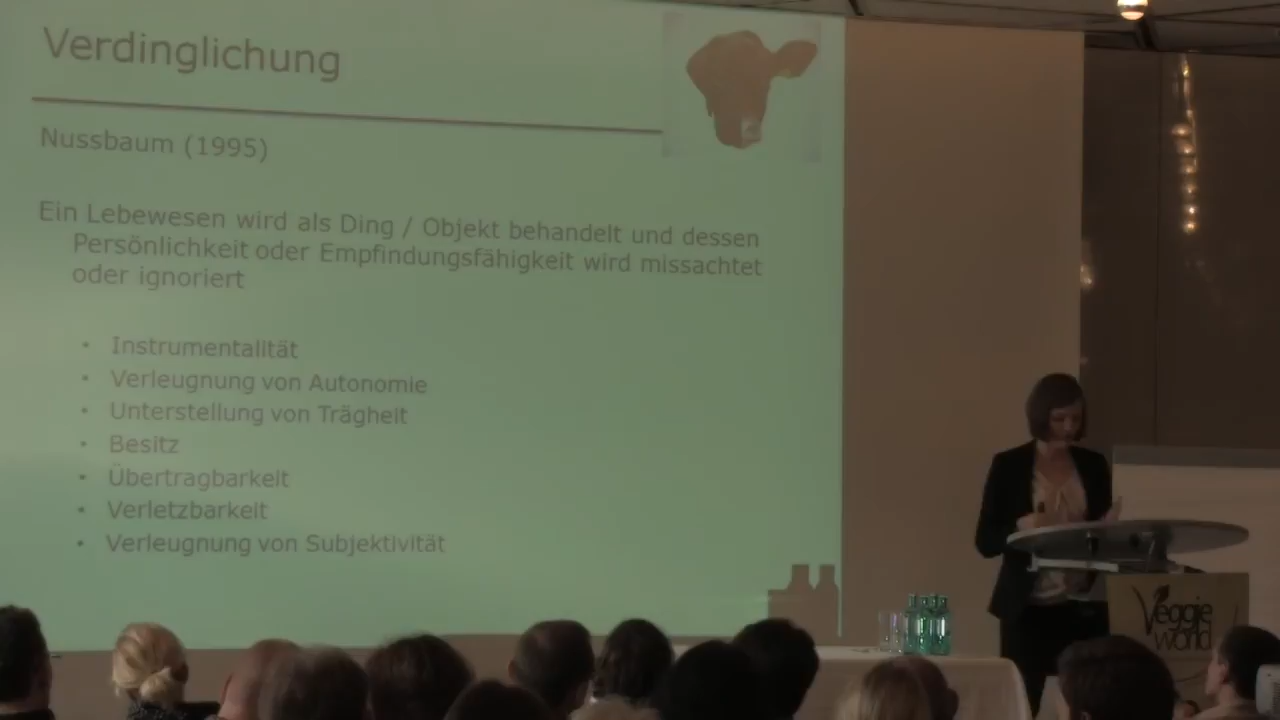 Verdinglichung
Nussbaum (1995)
Ein Lebewesen wird als Ding / Objekt behandelt und dessen
Persönlichkeit oder Empfindungsfähigkeit wird missachtet
oder ignoriert
• Instrumentalität
• Verleugnung von Autonomie
• Unterstellung von Trägheit
• Besitz
• Übertragbarkeit
• Verletzbarkeit
• Verleugnung von Subjektivität
Veggie
world